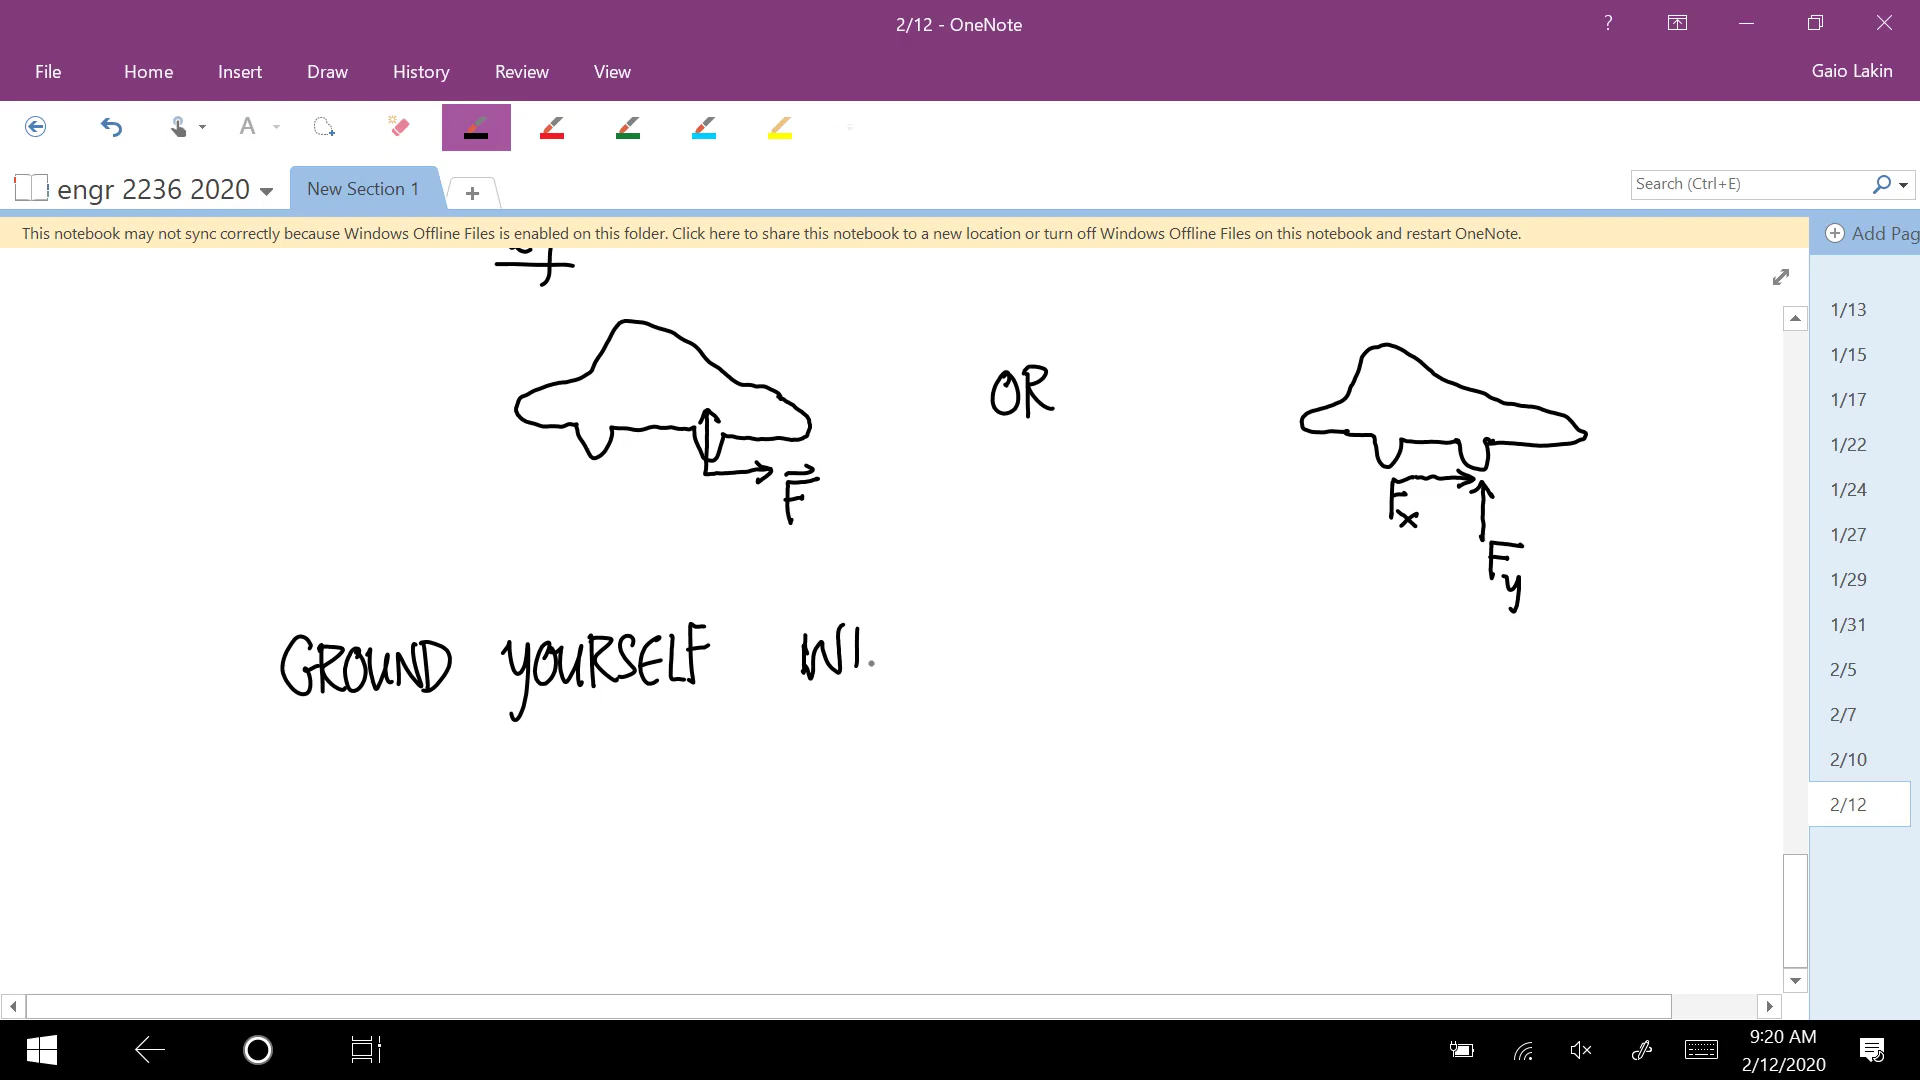 2/12 - OneNote
?
File Home Insert Draw History Review View
Gaio Lakin
A
engr 2236 2020
New Section 1
+
Search (Ctrl+E)
This notebook may not sync correctly because Windows Offline Files is enabled on this folder. Click here to share this notebook to a new location or turn off Windows Offline Files on this notebook and restart OneNote.
Add Pag
OR
F
Fx
Fy
GROUND YOURSELF WI
1/13
1/15
1/17
1/22
1/24
1/27
1/29
1/31
2/5
2/7
2/10
2/12
9:20 AM
2/12/2020